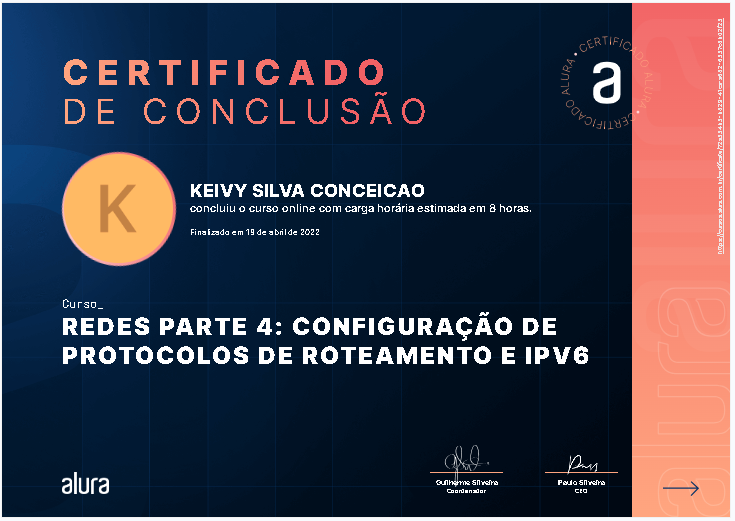 CERTIFICADO
DE CONCLUSÃO
CERTIFICADO ALURA • CERTIFICADO ALURA •
a
K
KEIVY SILVA CONCEICAO
concluiu o curso online com carga horária estimada em 8 horas.
Finalizado em 19 de abril de 2022
Curso_
REDES PARTE 4: CONFIGURAÇÃO DE
PROTOCOLOS DE ROTEAMENTO E IPV6
alura
Guilherme Silveira
Coordenador
Paulo Silveira
CEO
alura